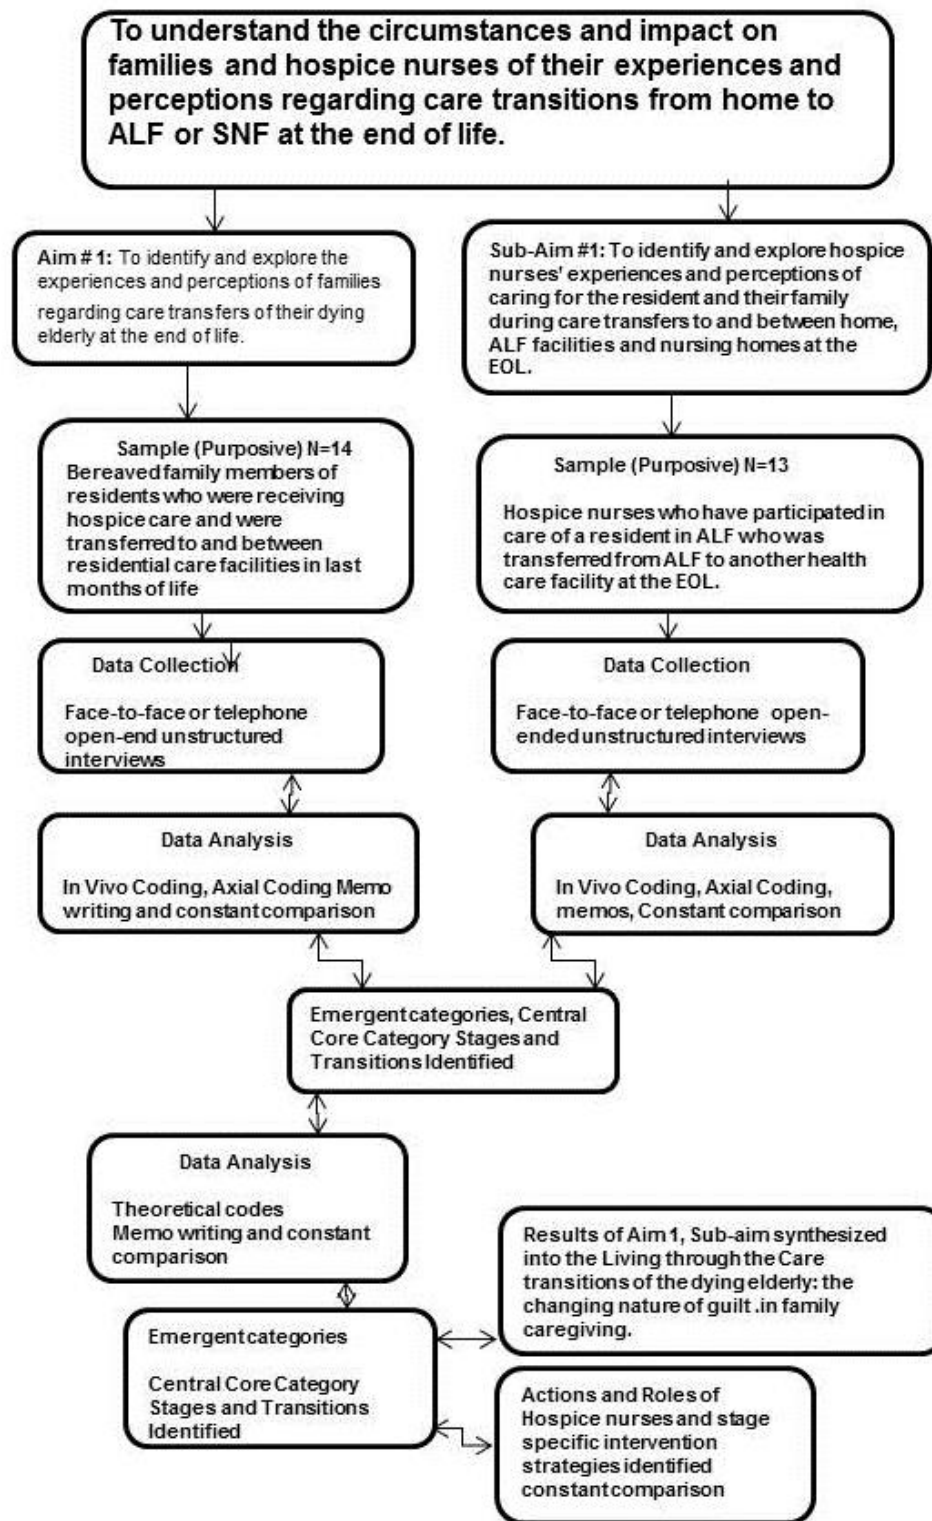 To understand the circumstances and impact on
families and hospice nurses of their experiences and
perceptions regarding care transitions from home to
ALF or SNF at the end of life.
Aim # 1: To identify and explore the
experiences and perceptions of families
regarding care transfers of their dying
elderly at the end of life.
Sub-Aim #1: To identify and explore hospice
nurses' experiences and perceptions of
caring for the resident and their family
during care transfers to and between home,
ALF facilities and nursing homes at the
EOL.
Sample (Purposive) N=14
Bereaved family members of
residents who were receiving
hospice care and were
transferred to and between
residential care facilities in last
months of life
Sample (Purposive) N=13
Hospice nurses who have participated in
care of a resident in ALF who was
transferred from ALF to another health
care facility at the EOL.
Data Collection
Face-to-face or telephone
open-end unstructured
interviews
Data Collection
Face-to-face or telephone open-
ended unstructured interviews
Data Analysis
In Vivo Coding, Axial Coding Memo
writing and constant comparison
Data Analysis
In Vivo Coding, Axial Coding,
memos, Constant comparison
Emergent categories, Central
Core Category Stages and
Transitions Identified
Data Analysis
Theoretical codes
Memo writing and constant
comparison
Results of Aim 1, Sub-aim synthesized
into the Living through the Care
transitions of the dying elderly: the
changing nature of guilt .in family
caregiving.
Emergent categories
Central Core Category
Stages and Transitions
Identified
Actions and Roles of
Hospice nurses and stage
specific intervention
strategies identified
constant comparison